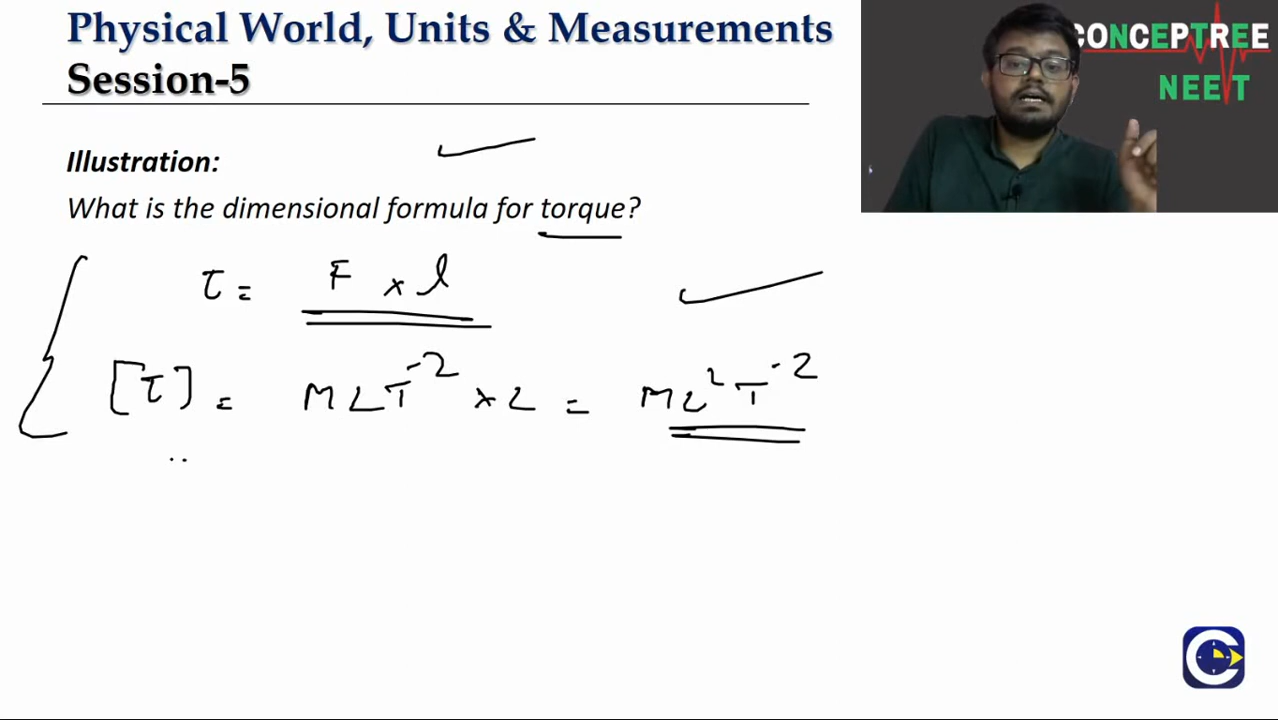 Physical World, Units & Measurements
Session-5
CONCEPTREE
NEET
Illustration:
What is the dimensional formula for torque?
τ = F × l
[τ] = MLT⁻² × L = ML²T⁻²